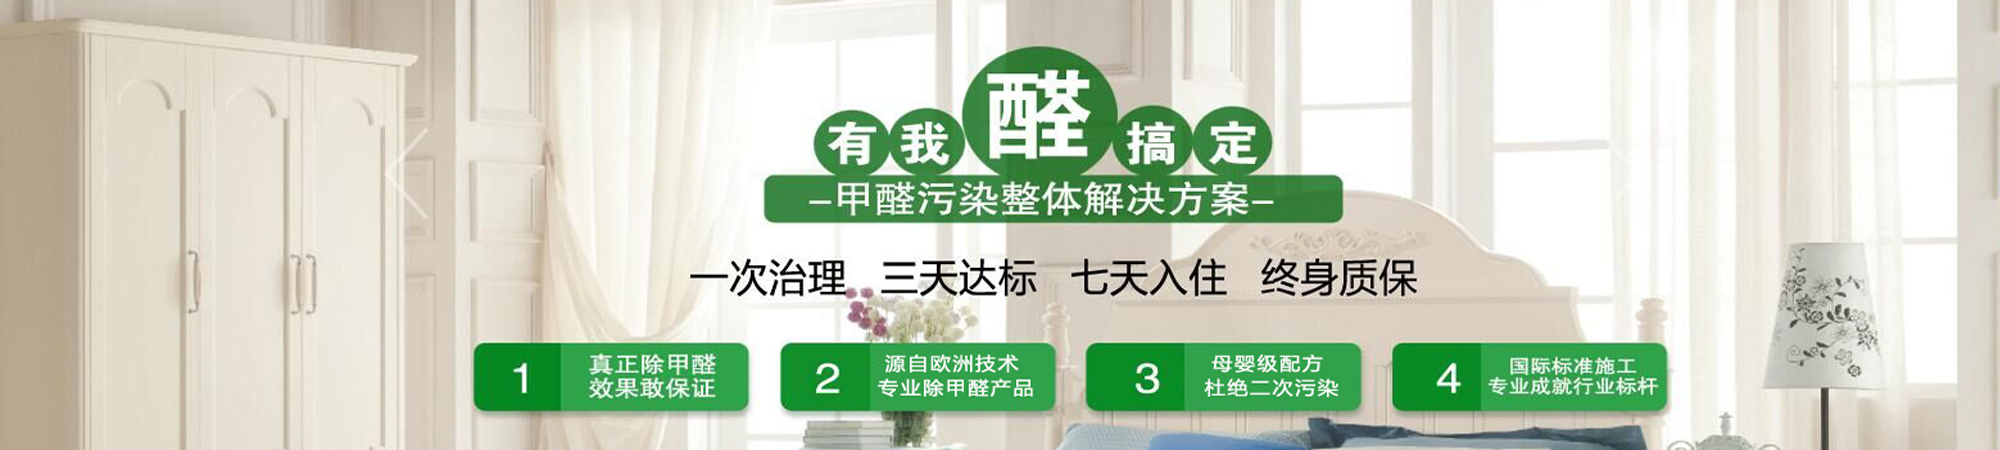 有我醛搞定
–甲醛污染整体解决方案–
一次治理 三天达标 七天入住 终身质保
1
真正除甲醛
效果敢保证
2
源自欧洲技术
专业除甲醛产品
3
母婴级配方
杜绝二次污染
4
国际标准施工
专业成就行业标杆